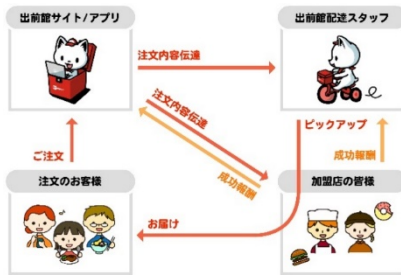 出前館サイト/アプリ
出前館配達スタッフ
注文内容伝達
注文内容伝達
成功報酬
ピックアップ
成功報酬
ご注文
注文のお客様
加盟店の皆様
お届け